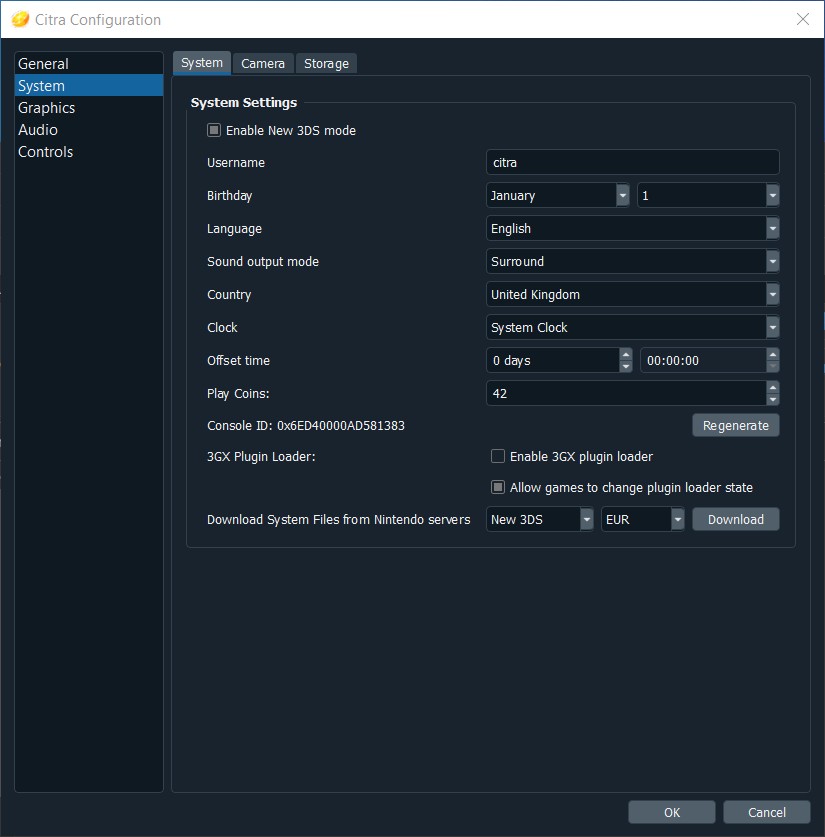 Citra Configuration
General
System
Graphics
Audio
Controls
System Camera Storage
System Settings
Enable New 3DS mode
Username citra
Birthday January 1
Language English
Sound output mode Surround
Country United Kingdom
Clock System Clock
Offset time 0 days 00:00:00
Play Coins: 42
Console ID: 0x6ED40000AD581383 Regenerate
3GX Plugin Loader: Enable 3GX plugin loader
Allow games to change plugin loader state
Download System Files from Nintendo servers New 3DS EUR Download
OK Cancel